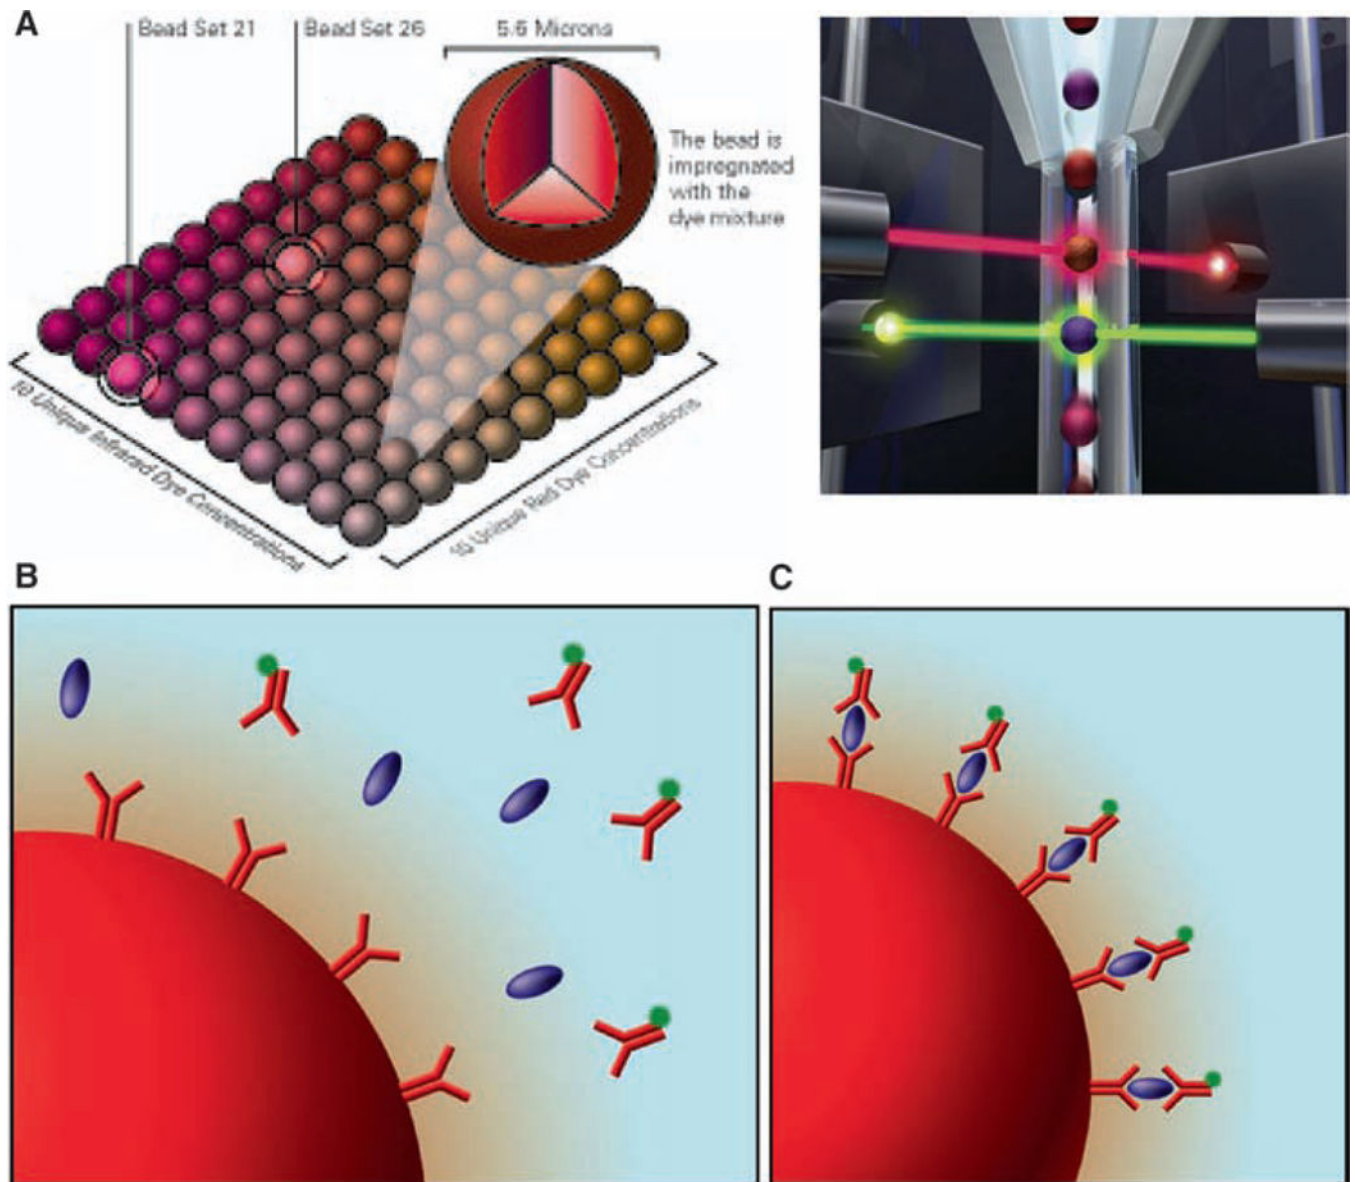 A
Bead Set 21
Bead Set 26
5.6 Microns
The bead is
impregnated
with the
dye mixture
10 Unique Infrared Dye Concentrations
10 Unique Red Dye Concentrations
B
C